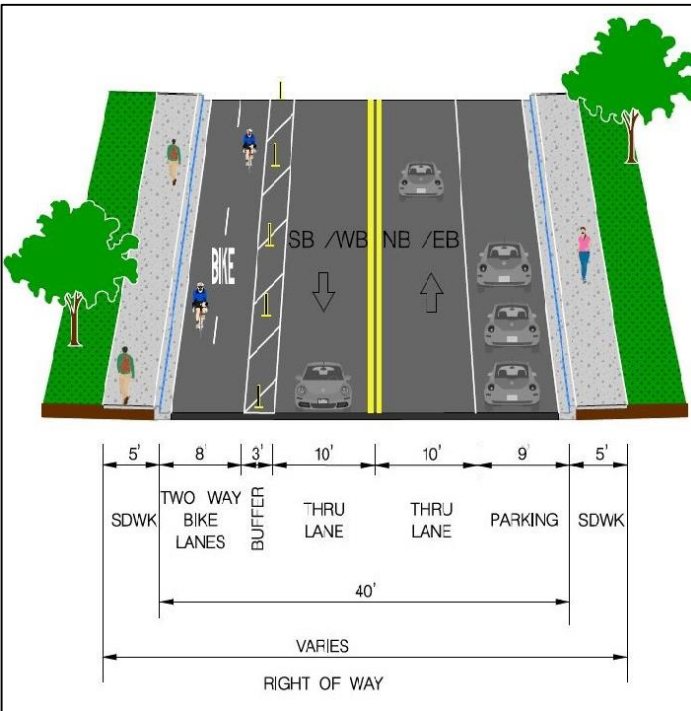 SB /WB NB /EB
BIKE
5' 8' 3' 10' 10' 9' 5'
SDWK
TWO WAY
BIKE
LANES
BUFFER
THRU
LANE
THRU
LANE
PARKING
SDWK
40'
VARIES
RIGHT OF WAY